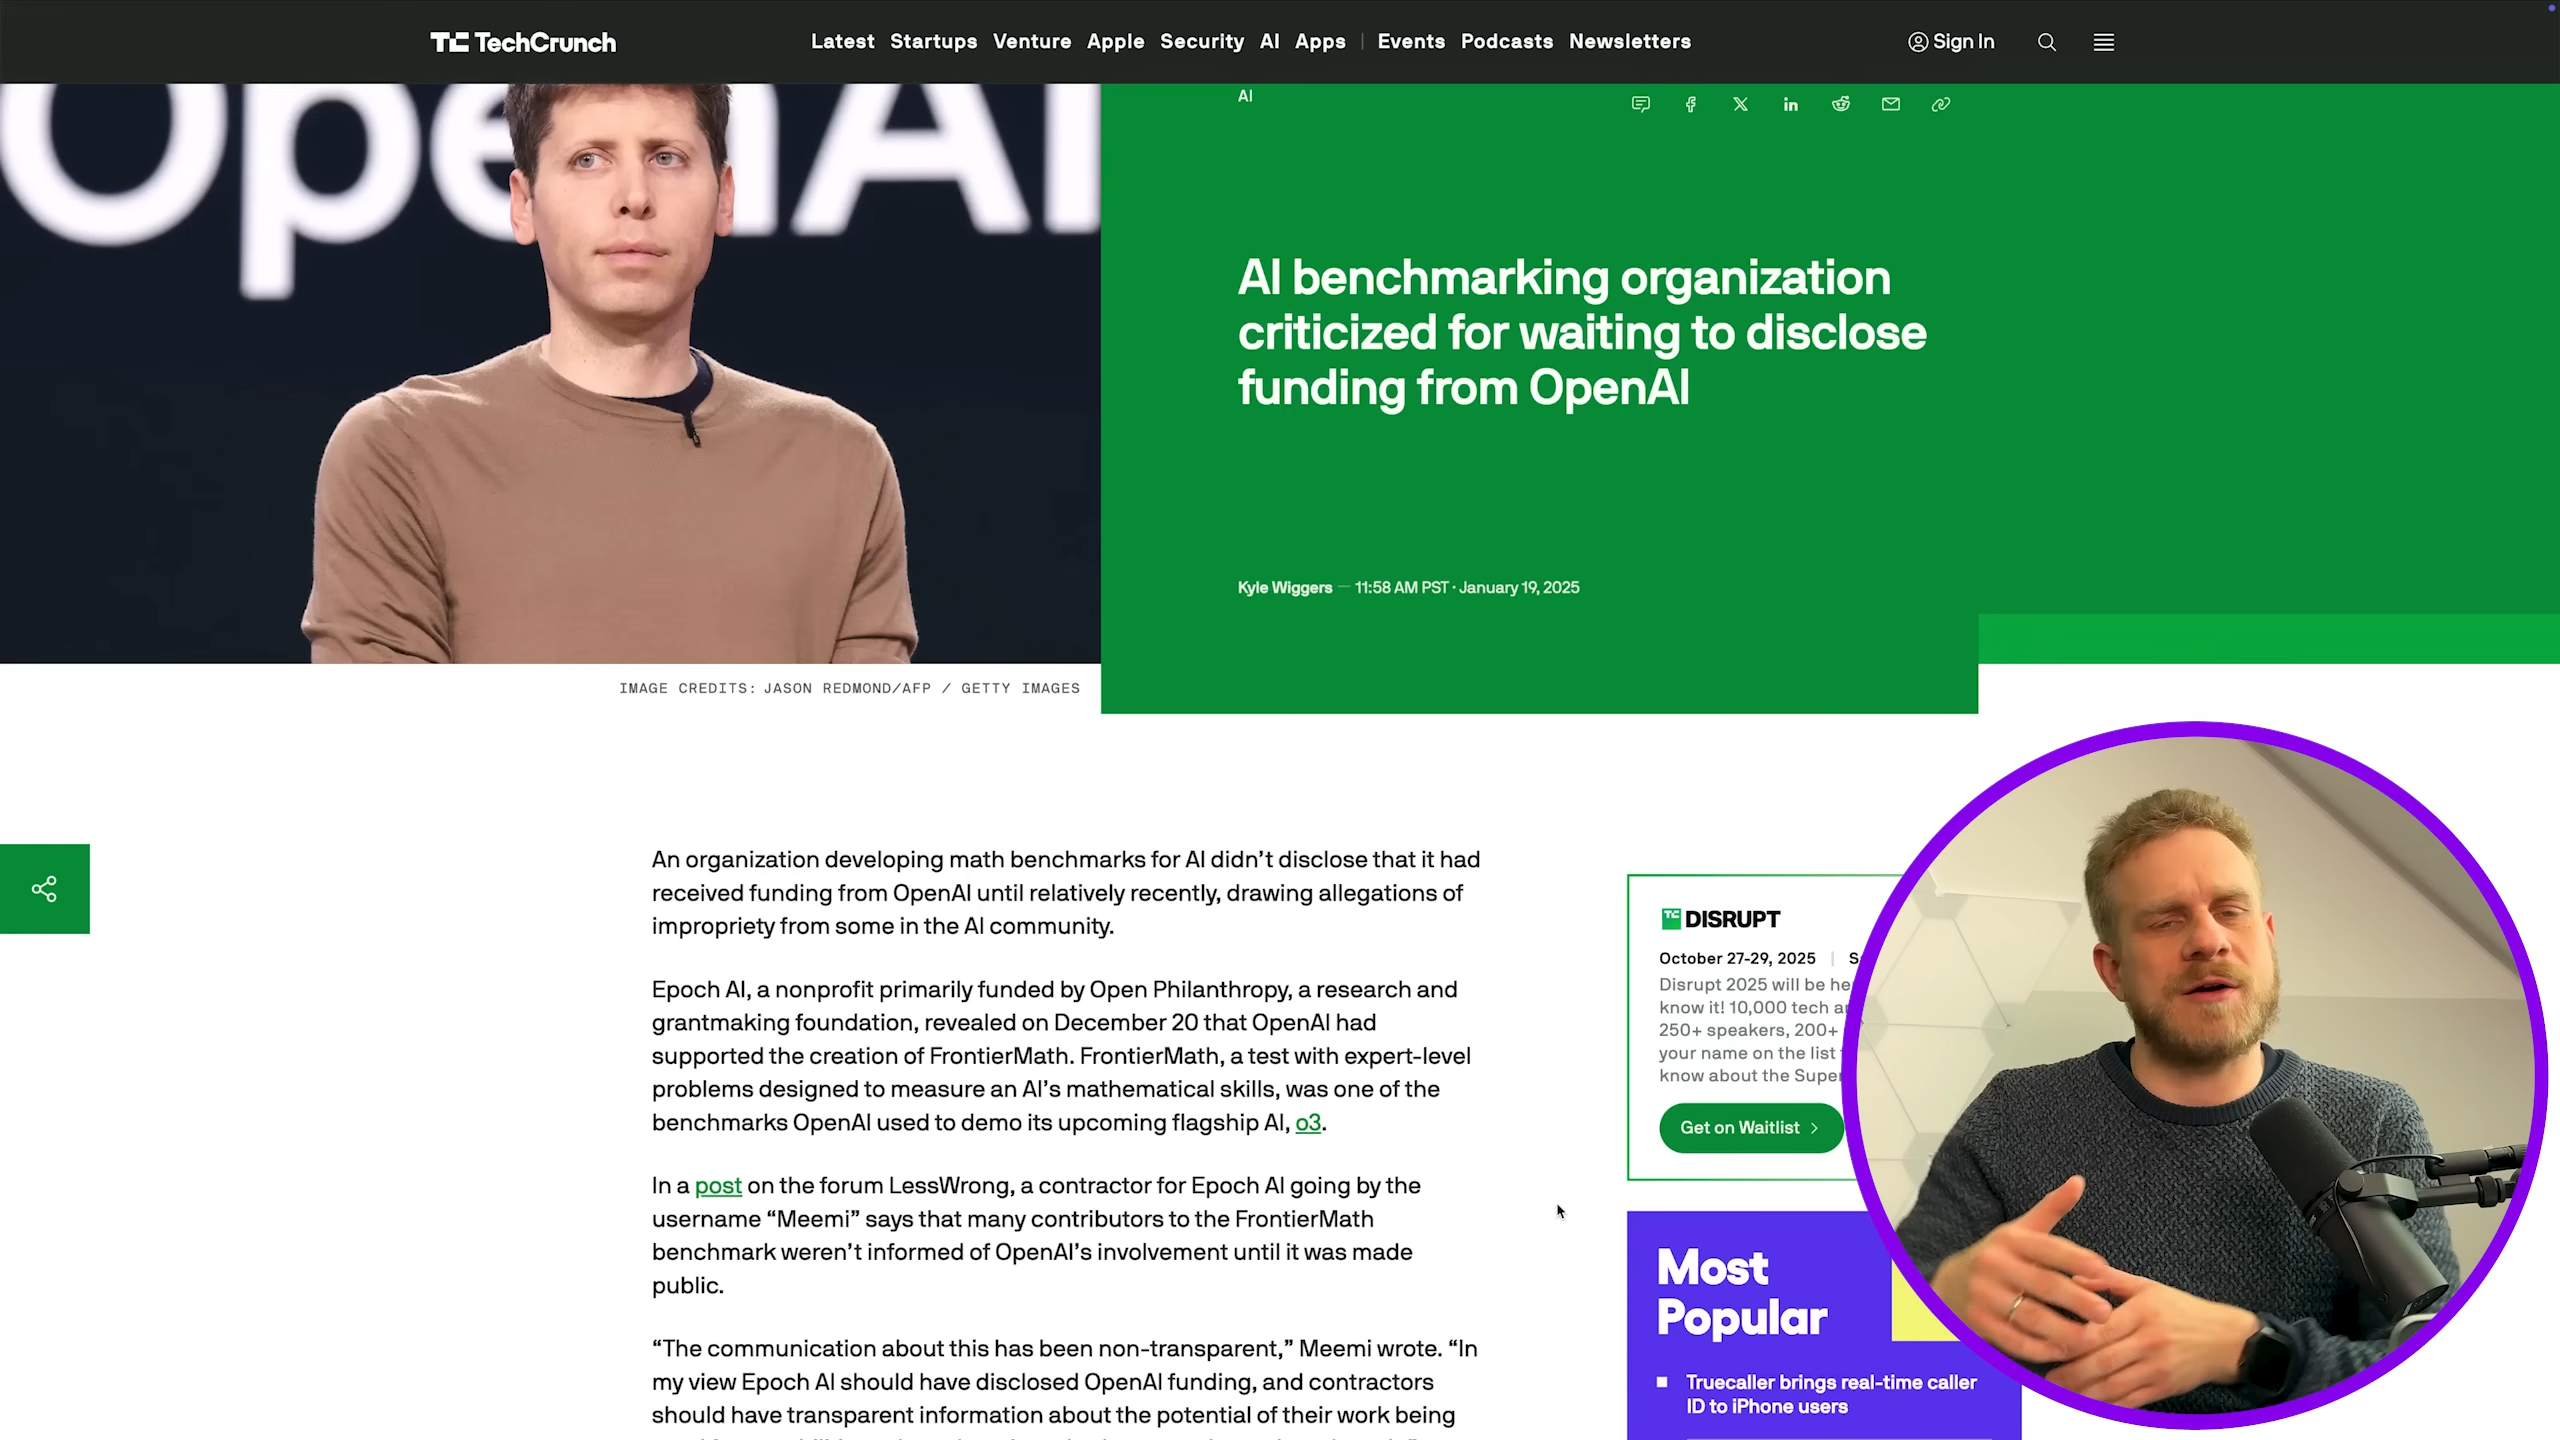 TechCrunch
Latest Startups Venture Apple Security AI Apps Events Podcasts Newsletters
Sign In
OpenAI
AI
AI benchmarking organization
criticized for waiting to disclose
funding from OpenAI
Kyle Wiggers — 11:58 AM PST · January 19, 2025
IMAGE CREDITS: JASON REDMOND/AFP / GETTY IMAGES
An organization developing math benchmarks for AI didn’t disclose that it had
received funding from OpenAI until relatively recently, drawing allegations of
impropriety from some in the AI community.
Epoch AI, a nonprofit primarily funded by Open Philanthropy, a research and
grantmaking foundation, revealed on December 20 that OpenAI had
supported the creation of FrontierMath. FrontierMath, a test with expert-level
problems designed to measure an AI’s mathematical skills, was one of the
benchmarks OpenAI used to demo its upcoming flagship AI, o3.
In a post on the forum LessWrong, a contractor for Epoch AI going by the
username “Meemi” says that many contributors to the FrontierMath
benchmark weren’t informed of OpenAI’s involvement until it was made
public.
“The communication about this has been non-transparent,” Meemi wrote. “In
my view Epoch AI should have disclosed OpenAI funding, and contractors
should have transparent information about the potential of their work being
TC DISRUPT
October 27-29, 2025 |
Disrupt 2025 will be
know it! 10,000 tech
250+ speakers, 200+
your name on the list
know about the
Get on Waitlist
Most
Popular
Truecaller brings real-time caller
ID to iPhone users